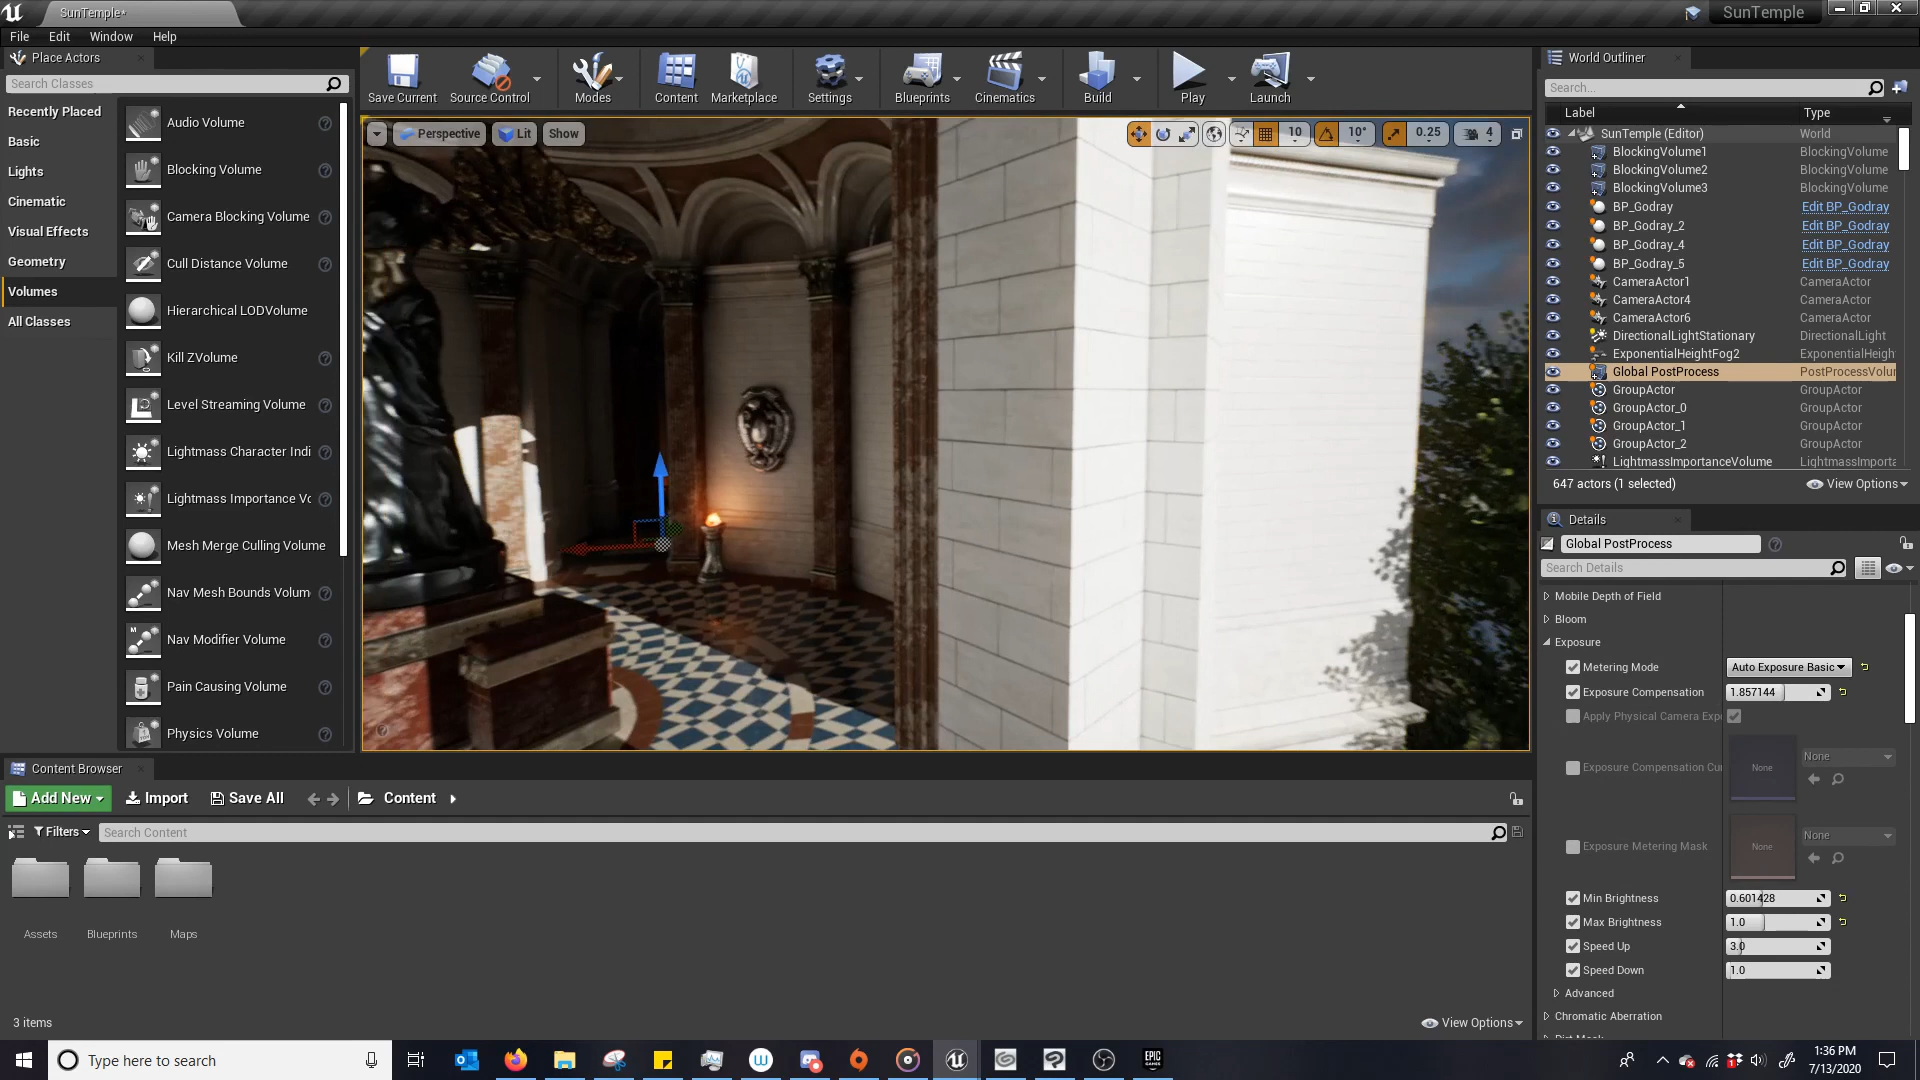 SunTemple*
SunTemple
File Edit Window Help
Place Actors
Search Classes
Recently Placed
Basic
Lights
Cinematic
Visual Effects
Geometry
Volumes
All Classes
Audio Volume
Blocking Volume
Camera Blocking Volume
Cull Distance Volume
Hierarchical LODVolume
Kill ZVolume
Level Streaming Volume
Lightmass Character Indi
Lightmass Importance Vo
Mesh Merge Culling Volume
Nav Mesh Bounds Volum
Nav Modifier Volume
Pain Causing Volume
Physics Volume
Save Current Source Control Modes Content Marketplace Settings Blueprints Cinematics Build Play Launch
Perspective Lit Show
10 10° 0.25 4
World Outliner
Search...
Label Type
SunTemple (Editor) World
BlockingVolume1 BlockingVolume
BlockingVolume2 BlockingVolume
BlockingVolume3 BlockingVolume
BP_Godray Edit BP_Godray
BP_Godray_2 Edit BP_Godray
BP_Godray_4 Edit BP_Godray
BP_Godray_5 Edit BP_Godray
CameraActor1 CameraActor
CameraActor4 CameraActor
CameraActor6 CameraActor
DirectionalLightStationary DirectionalLight
ExponentialHeightFog2 ExponentialHeigh
Global PostProcess PostProcessVolum
GroupActor GroupActor
GroupActor_0 GroupActor
GroupActor_1 GroupActor
GroupActor_2 GroupActor
LightmassImportanceVolume LightmassImporta
647 actors (1 selected) View Options
Details
Global PostProcess
Search Details
Mobile Depth of Field
Bloom
Exposure
Metering Mode Auto Exposure Basic
Exposure Compensation 1.857144
Apply Physical Camera Expo
Exposure Compensation Cu None None
Exposure Metering Mask None None
Min Brightness 0.601428
Max Brightness 1.0
Speed Up 3.0
Speed Down 1.0
Advanced
Chromatic Aberration
Content Browser
Add New Import Save All Content
Filters Search Content
Assets Blueprints Maps
3 items View Options
Type here to search
1:36 PM
7/13/2020